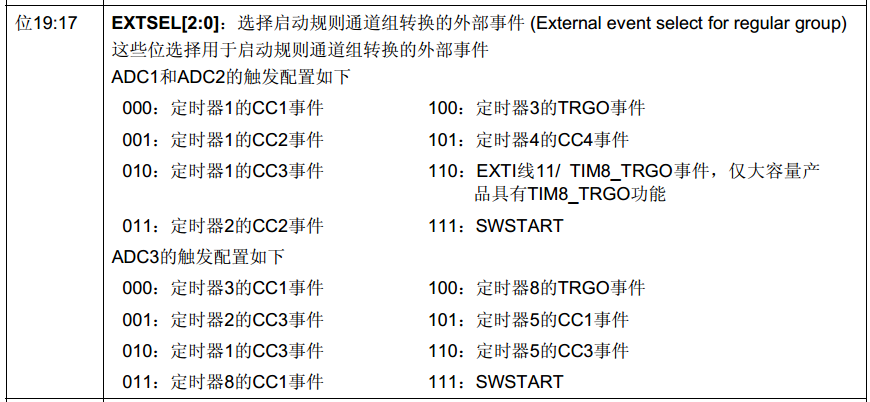 位19:17 EXTSEL[2:0]：选择启动规则通道组转换的外部事件 (External event select for regular group)
这些位选择用于启动规则通道组转换的外部事件
ADC1和ADC2的触发配置如下
000：定时器1的CC1事件 100：定时器3的TRGO事件
001：定时器1的CC2事件 101：定时器4的CC4事件
010：定时器1的CC3事件 110：EXTI线11/ TIM8_TRGO事件，仅大容量产
品具有TIM8_TRGO功能
011：定时器2的CC2事件 111：SWSTART
ADC3的触发配置如下
000：定时器3的CC1事件 100：定时器8的TRGO事件
001：定时器2的CC3事件 101：定时器5的CC1事件
010：定时器1的CC3事件 110：定时器5的CC3事件
011：定时器8的CC1事件 111：SWSTART